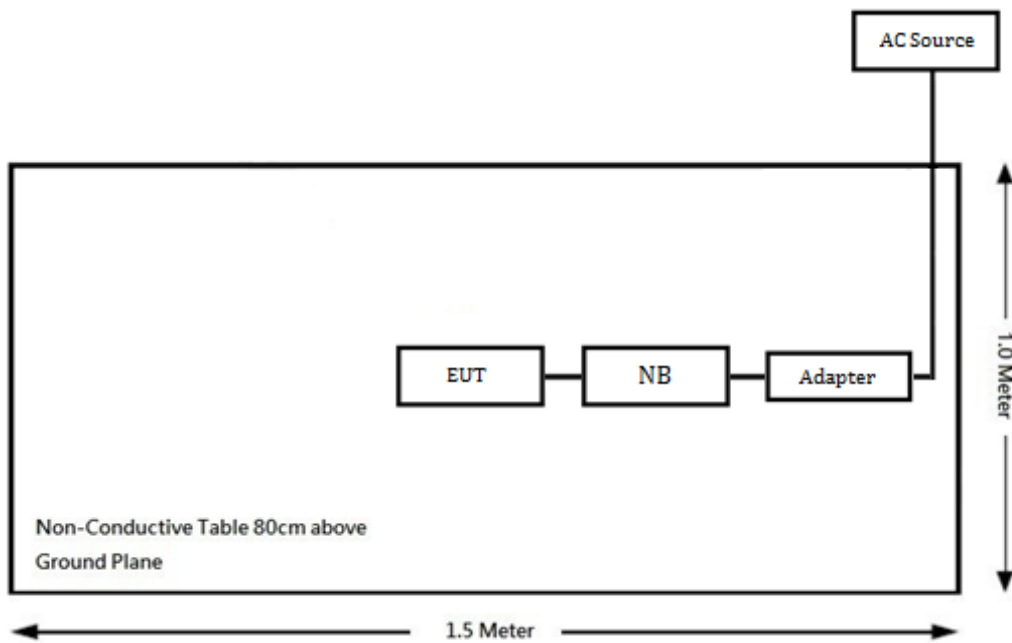 AC Source
EUT
NB
Adapter
1.0 Meter
Non-Conductive Table 80cm above
Ground Plane
1.5 Meter